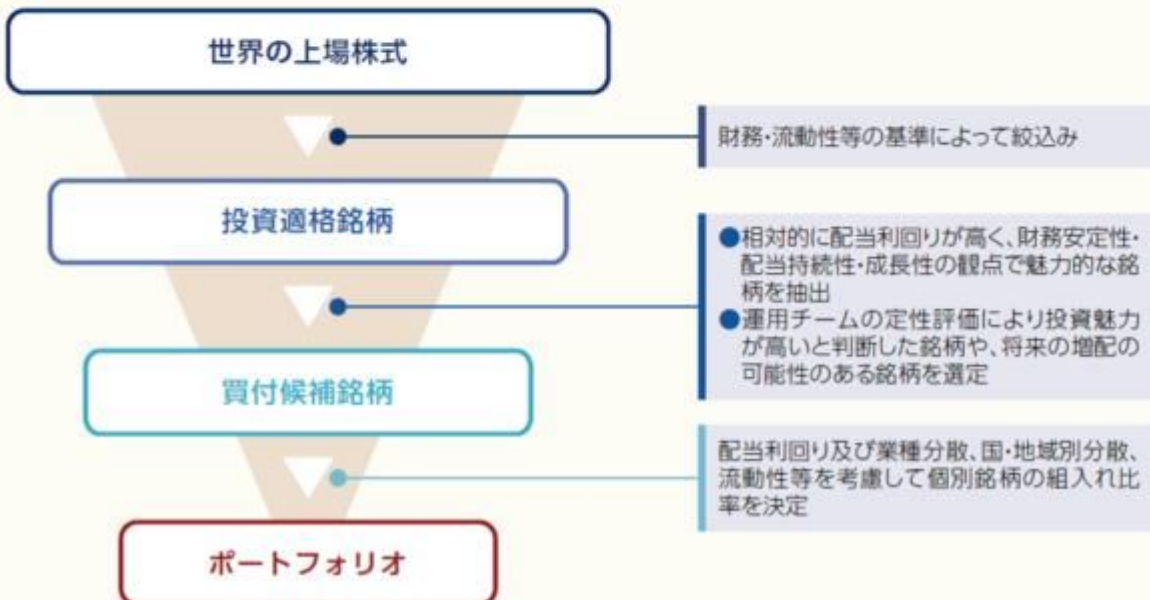 世界の上場株式
財務・流動性等の基準によって絞込み
投資適格銘柄
●相対的に配当利回りが高く、財務安定性・
配当持続性・成長性の観点で魅力的な銘
柄を抽出
●運用チームの定性評価により投資魅力
が高いと判断した銘柄や、将来の増配の
可能性のある銘柄を選定
買付候補銘柄
配当利回り及び業種分散、国・地域別分散、
流動性等を考慮して個別銘柄の組入れ比
率を決定
ポートフォリオ